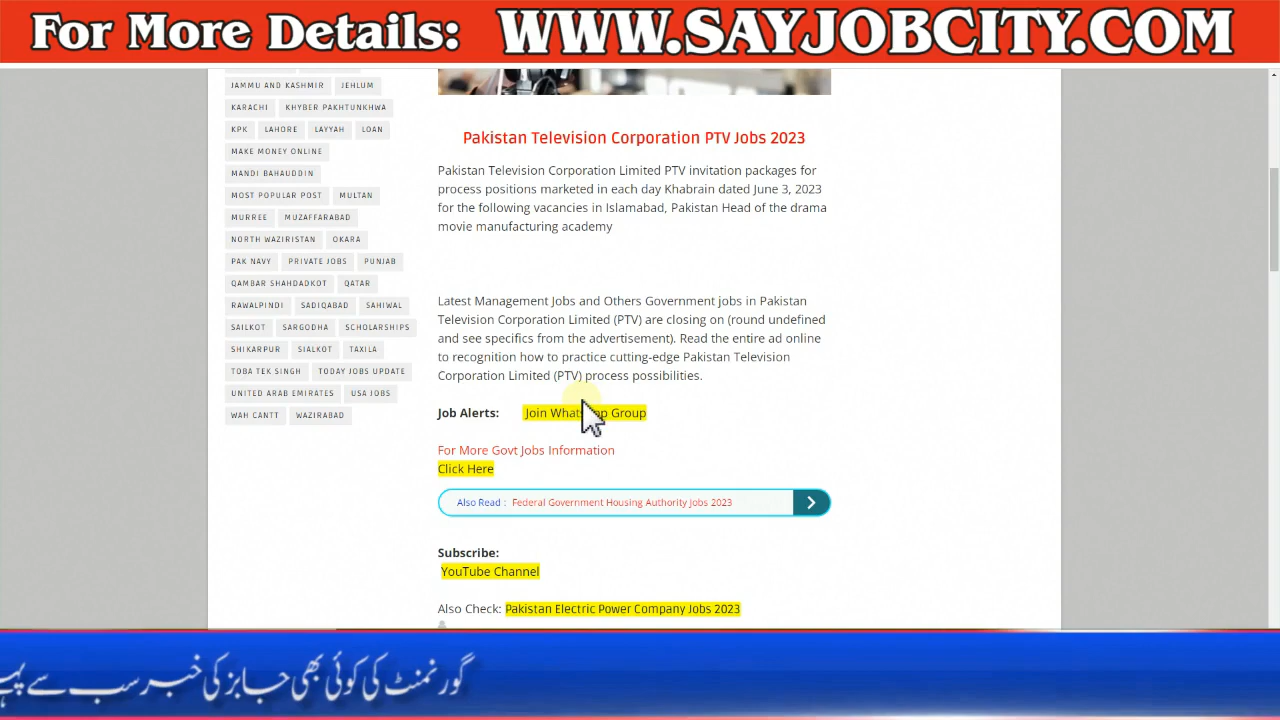 For More Details: WWW.SAYJOBCITY.COM
JAMMU AND KASHMIR JEHLUM
KARACHI KHYBER PAKHTUNKHWA
KPK LAHORE LAYYAH LOAN
MAKE MONEY ONLINE
MANDI BAHAUDDIN
MOST POPULAR POST MULTAN
MURREE MUZAFFARABAD
NORTH WAZIRISTAN OKARA
PAK NAVY PRIVATE JOBS PUNJAB
QAMBAR SHAHDADKOT QATAR
RAWALPINDI SADIQABAD SAHIWAL
SAILKOT SARGODHA SCHOLARSHIPS
SHIKARPUR SIALKOT TAXILA
TOBA TEK SINGH TODAY JOBS UPDATE
UNITED ARAB EMIRATES USA JOBS
WAH CANTT WAZIRABAD
Pakistan Television Corporation PTV Jobs 2023
Pakistan Television Corporation Limited PTV invitation packages for
process positions marketed in each day Khabrain dated June 3, 2023
for the following vacancies in Islamabad, Pakistan Head of the drama
movie manufacturing academy
Latest Management Jobs and Others Government jobs in Pakistan
Television Corporation Limited (PTV) are closing on (round undefined
and see specifics from the advertisement). Read the entire ad online
to recognition how to practice cutting-edge Pakistan Television
Corporation Limited (PTV) process possibilities.
Job Alerts: Join WhatsApp Group
For More Govt Jobs Information
Click Here
Also Read : Federal Government Housing Authority Jobs 2023
Subscribe:
YouTube Channel
Also Check: Pakistan Electric Power Company Jobs 2023
گورنمنٹ کی کوئی بھی جابز کی خبر سب سے